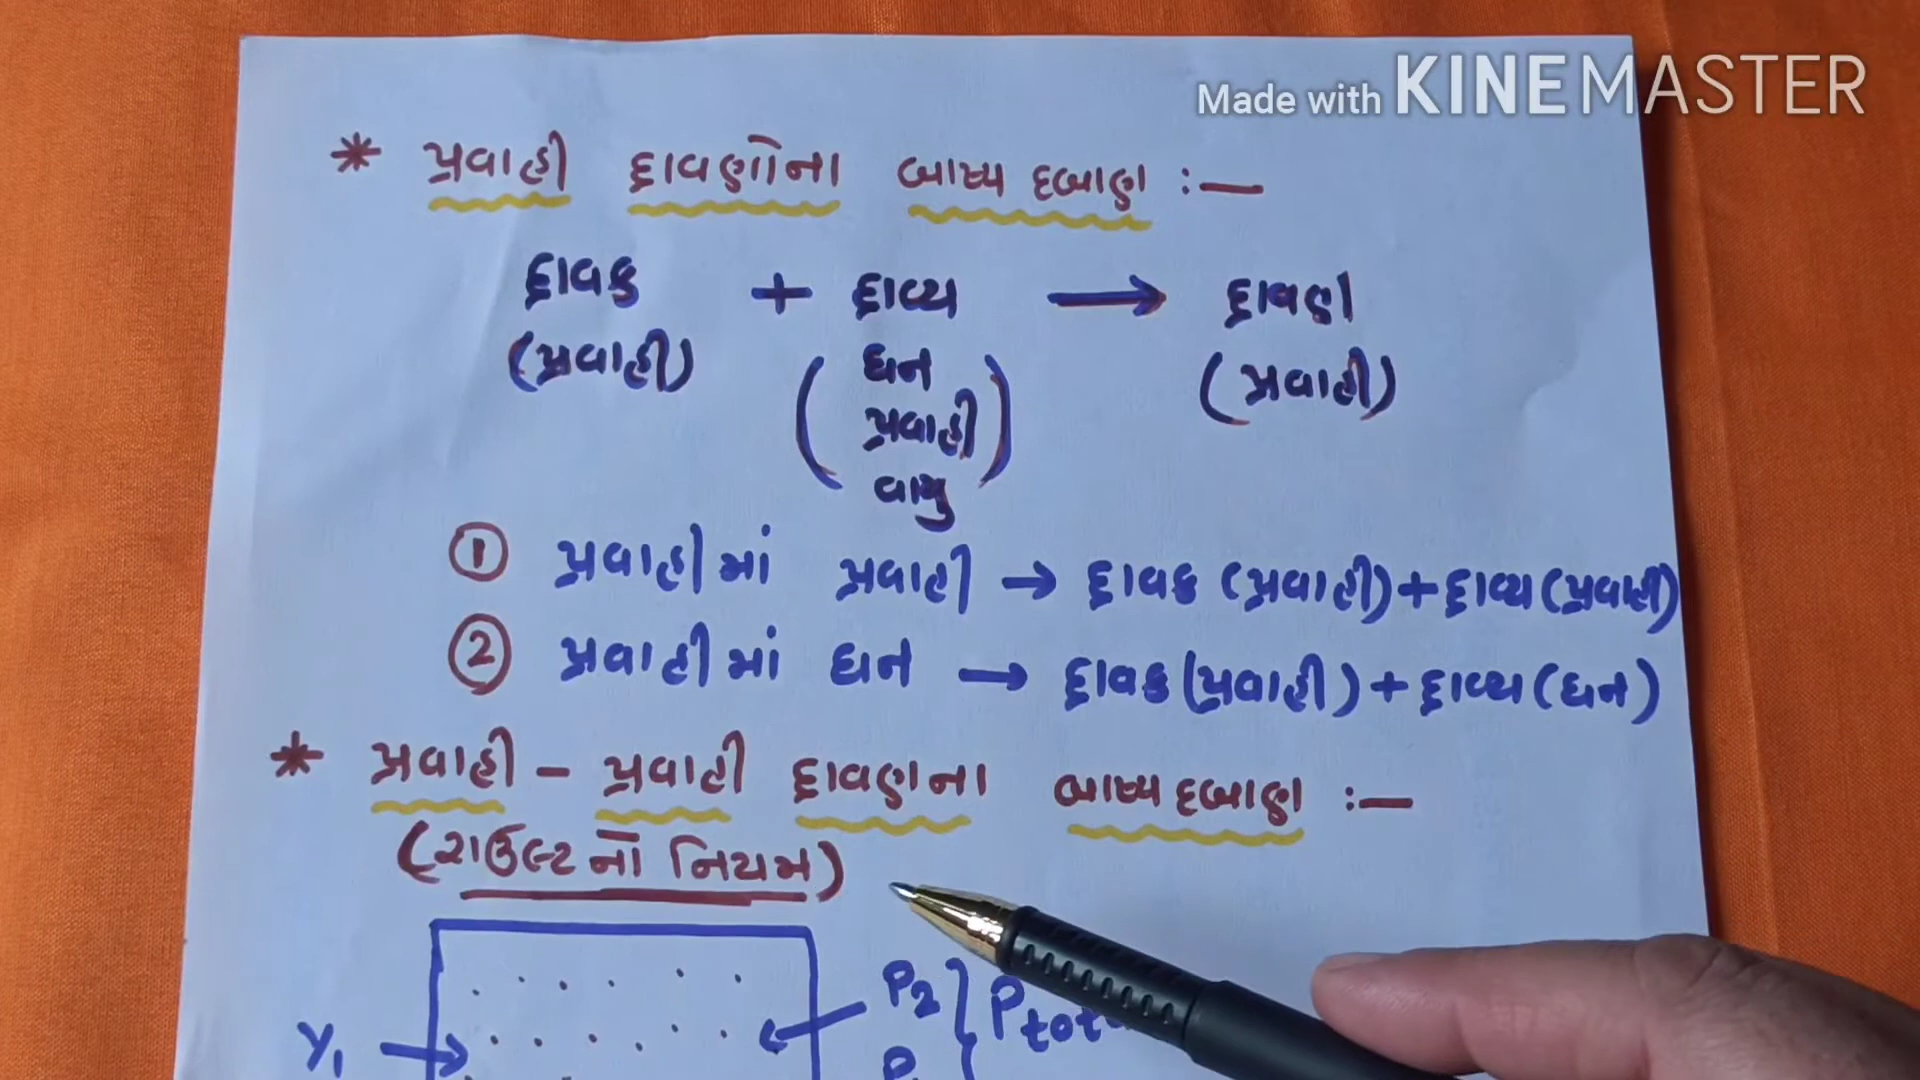 Made with KINEMASTER
* પ્રવાહી દ્રાવણોના બાષ્પ દબાણ :—
દ્રાવક + દ્રાવ્ય → દ્રાવણ
(પ્રવાહી) (ઘન પ્રવાહી વાયુ) (પ્રવાહી)
① પ્રવાહીમાં પ્રવાહી → દ્રાવક (પ્રવાહી) + દ્રાવ્ય (પ્રવાહી)
② પ્રવાહીમાં ઘન → દ્રાવક (પ્રવાહી) + દ્રાવ્ય (ઘન)
* પ્રવાહી - પ્રવાહી દ્રાવણના બાષ્પ દબાણ :—
(રાઉલ્ટનો નિયમ)
P2 }
Y1